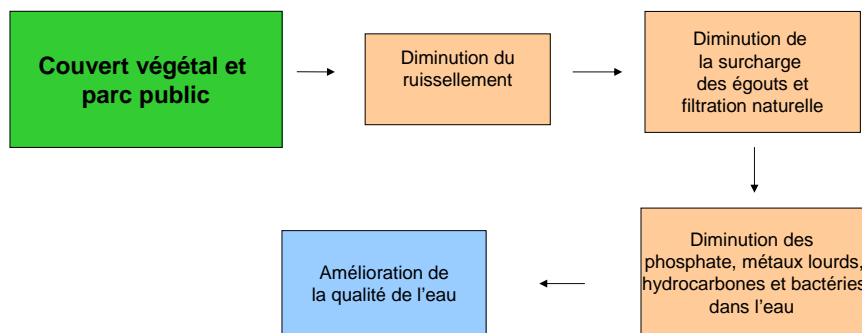 Couvert végétal et
parc public
Diminution du
ruissellement
Diminution de
la surcharge
des égouts et
filtration naturelle
Diminution des
phosphate, métaux lourds,
hydrocarbones et bactéries
dans l'eau
Amélioration de
la qualité de l'eau